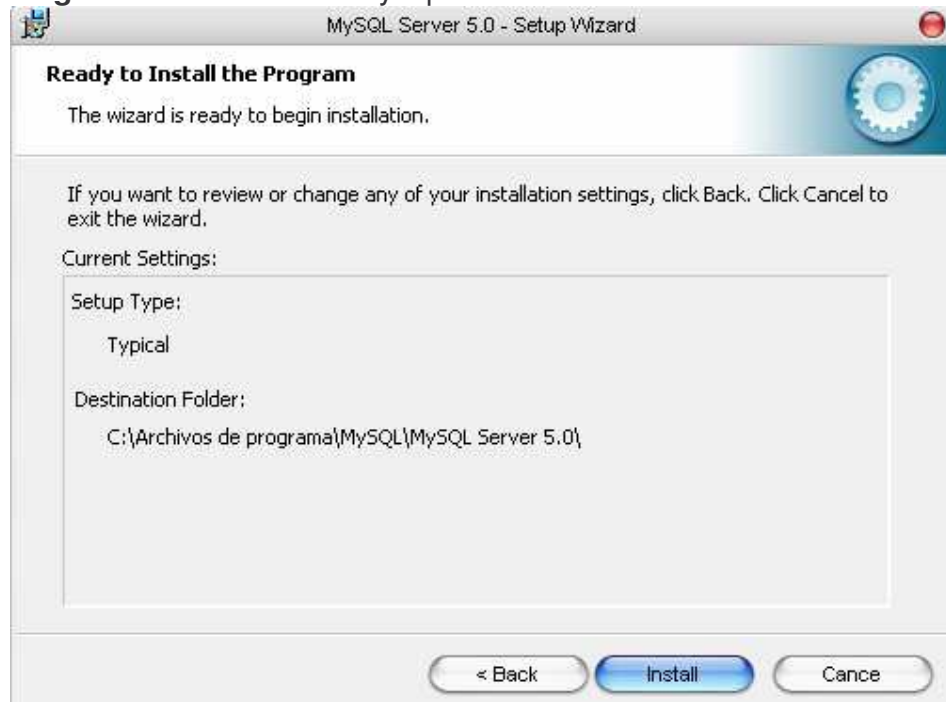 MySQL Server 5.0 - Setup Wizard
Ready to Install the Program
The wizard is ready to begin installation.
If you want to review or change any of your installation settings, click Back. Click Cancel to
exit the wizard.
Current Settings:
Setup Type:
Typical
Destination Folder:
C:\Archivos de programa\MySQL\MySQL Server 5.0\
< Back
Install
Cance